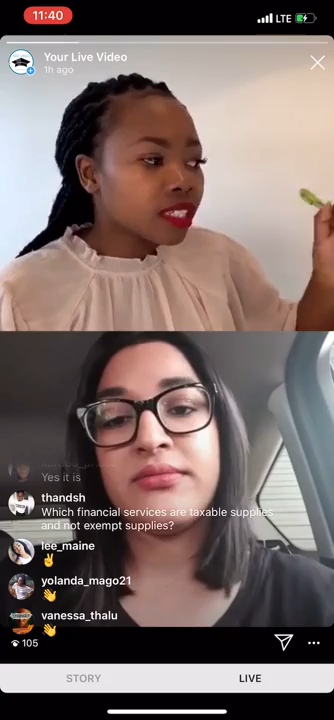 11:40
LTE
Your Live Video
1h ago
Yes it is
thandsh
Which financial services are taxable supplies
and not exempt supplies?
lee_maine
✌
yolanda_mago21
👋
vanessa_thalu
👋
105
STORY
LIVE